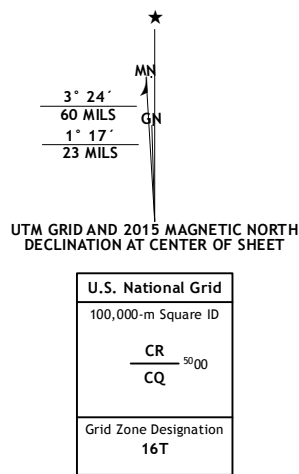 ★
MN
3° 24´
60 MILS
GN
1° 17´
23 MILS
UTM GRID AND 2015 MAGNETIC NORTH
DECLINATION AT CENTER OF SHEET
U.S. National Grid
100,000-m Square ID
CR
⁵⁰00
CQ
Grid Zone Designation
16T